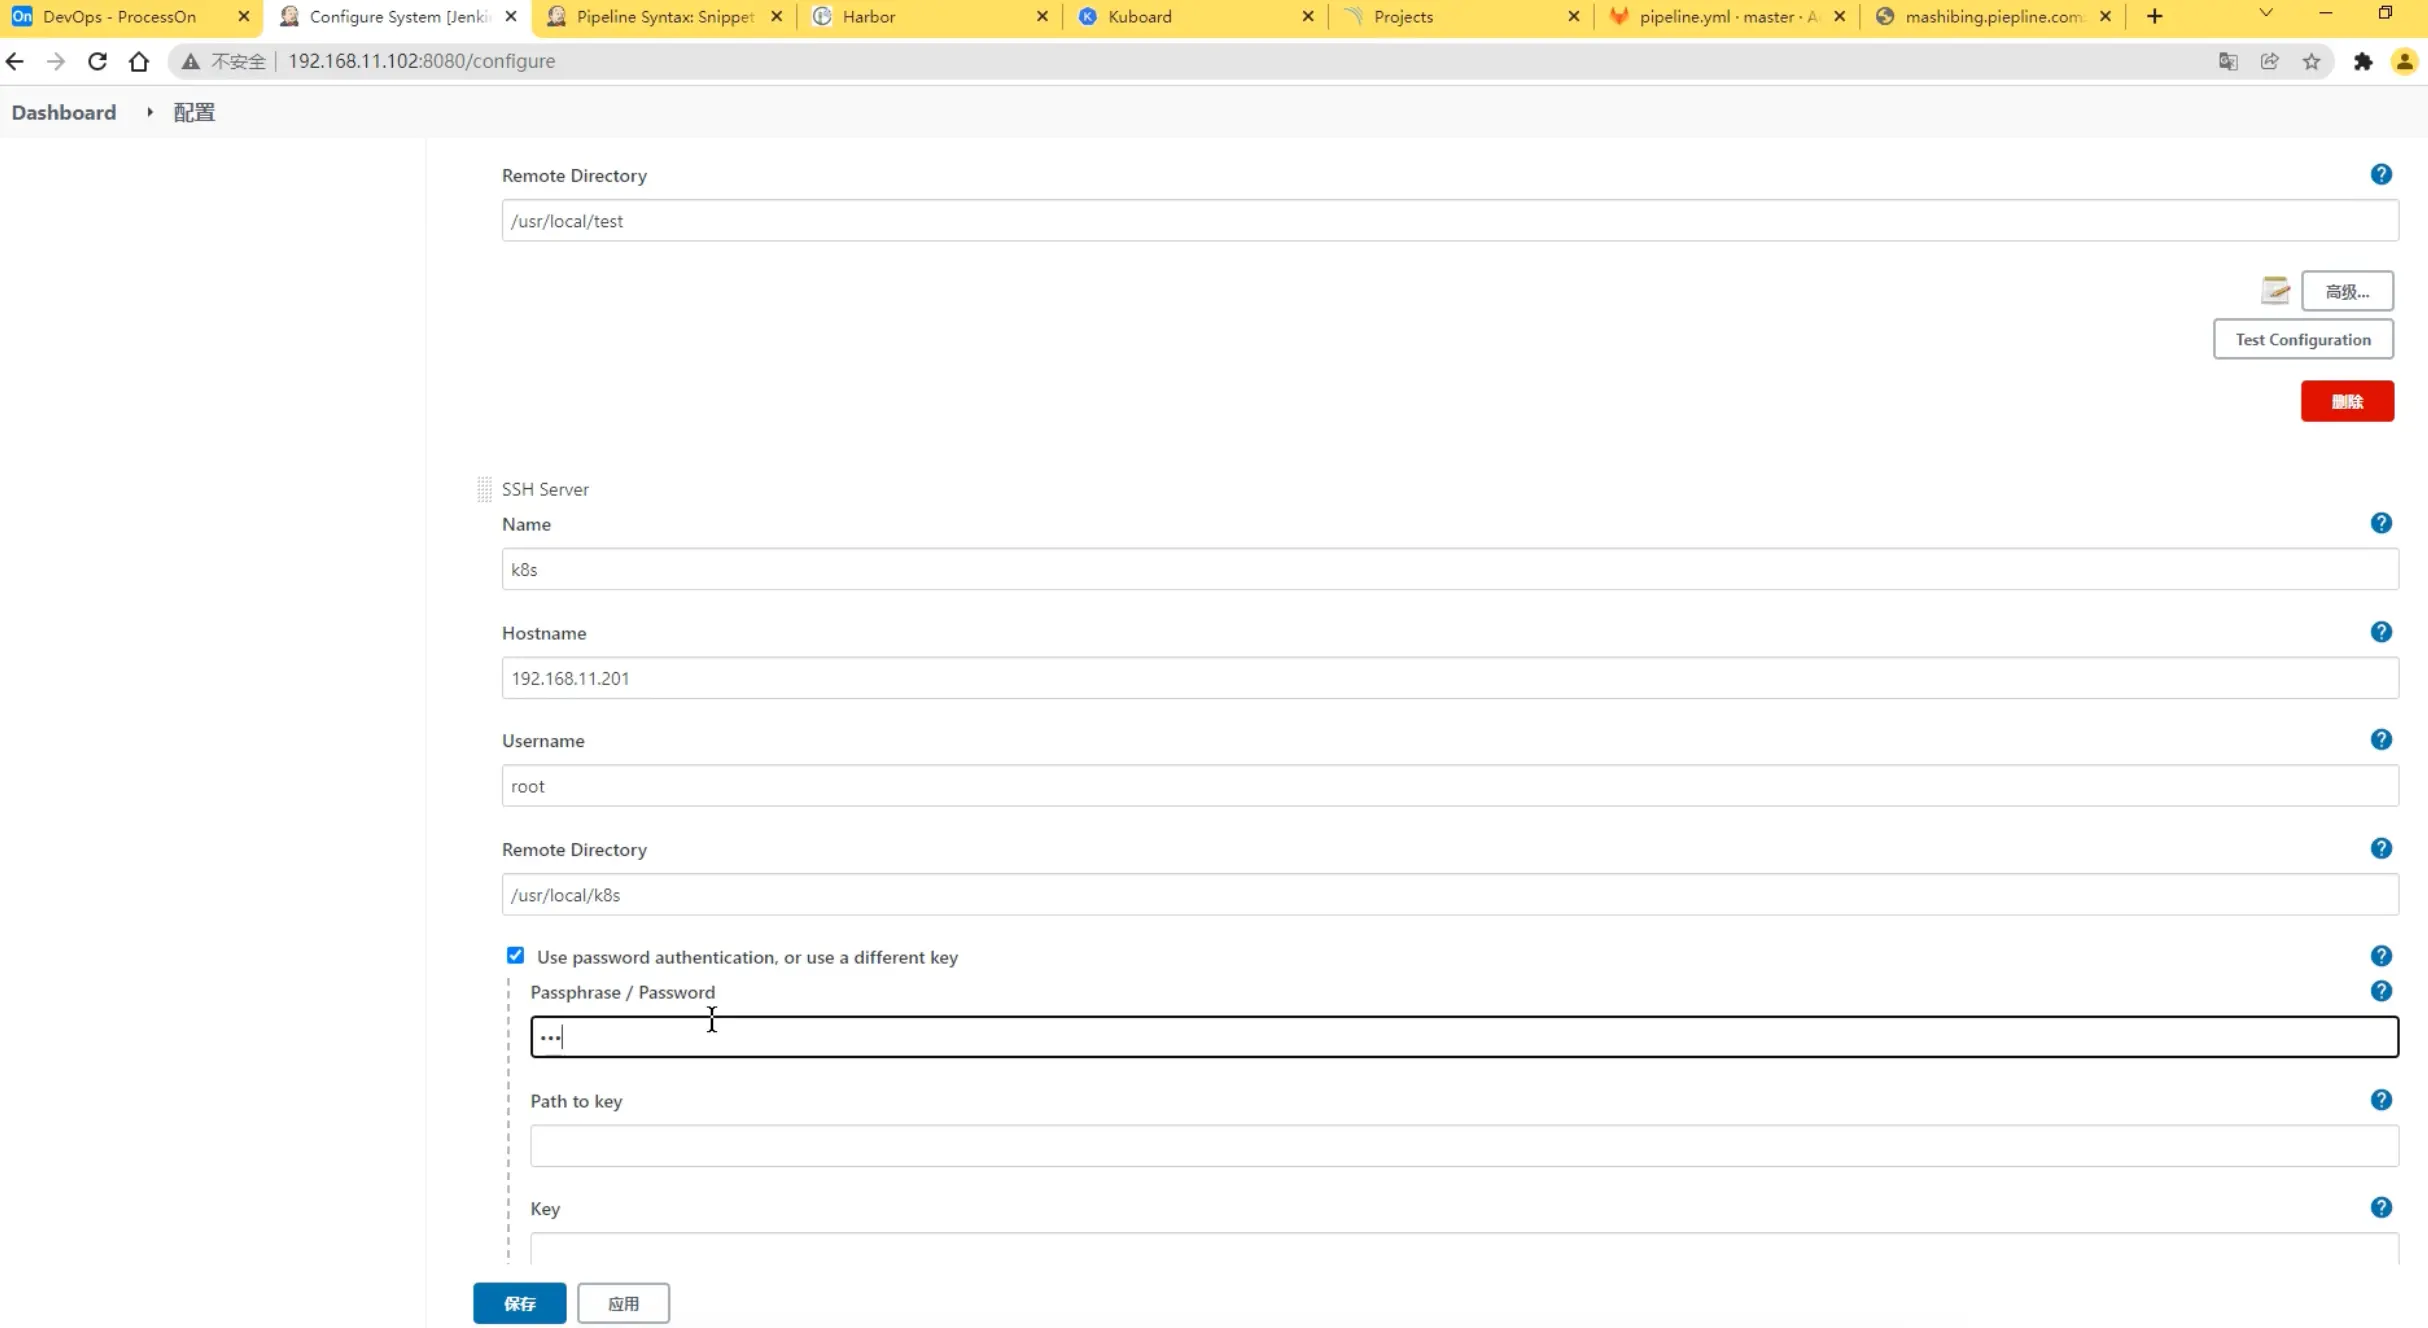 DevOps - ProcessOn
Configure System [Jenki
Pipeline Syntax: Snippet
Harbor
Kuboard
Projects
pipeline.yml · master · A
mashibing.piepline.com
不安全 192.168.11.102:8080/configure
Dashboard 配置
Remote Directory
/usr/local/test
高级...
Test Configuration
删除
SSH Server
Name
k8s
Hostname
192.168.11.201
Username
root
Remote Directory
/usr/local/k8s
Use password authentication, or use a different key
Passphrase / Password
•••
Path to key
Key
保存 应用